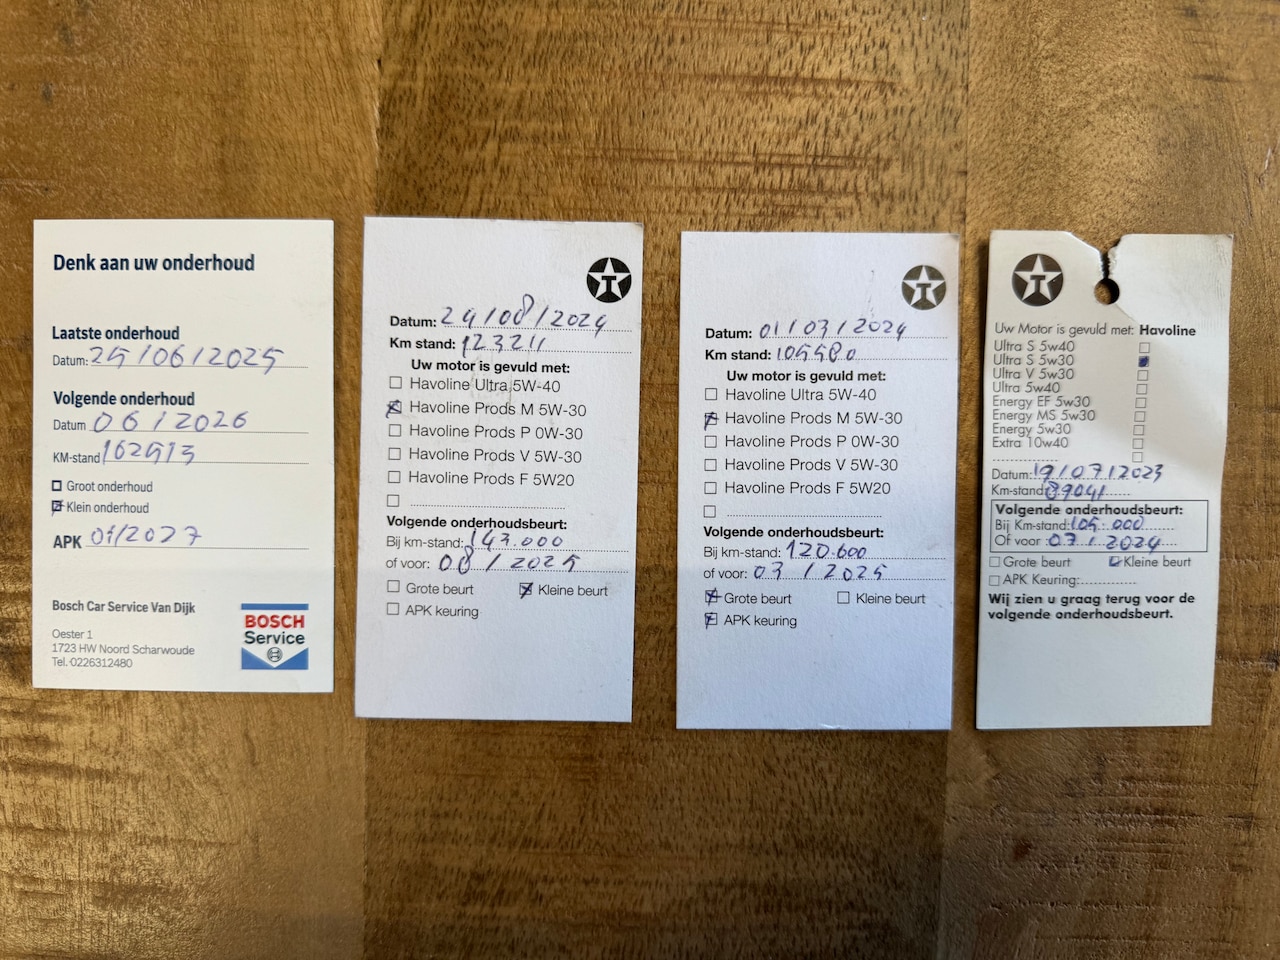 Denk aan uw onderhoud
Laatste onderhoud
Datum: 25/06/2025
Volgende onderhoud
Datum 06/2026
KM-stand 162513
Groot onderhoud
Klein onderhoud
APK 01/2027
Bosch Car Service Van Dijk
Oester 1
1723 HW Noord Scharwoude
Tel. 0226312480
BOSCH
Service
T
Datum: 24/08/2024
Km stand: 123211
Uw motor is gevuld met:
Havoline Ultra 5W-40
Havoline Prods M 5W-30
Havoline Prods P 0W-30
Havoline Prods V 5W-30
Havoline Prods F 5W20
Volgende onderhoudsbeurt:
Bij km-stand: 143.000
of voor: 08/2025
Grote beurt Kleine beurt
APK keuring
T
Datum: 01/03/2024
Km stand: 105580
Uw motor is gevuld met:
Havoline Ultra 5W-40
Havoline Prods M 5W-30
Havoline Prods P 0W-30
Havoline Prods V 5W-30
Havoline Prods F 5W20
Volgende onderhoudsbeurt:
Bij km-stand: 120.600
of voor: 03/2025
Grote beurt Kleine beurt
APK keuring
T
Uw Motor is gevuld met: Havoline
Ultra S 5w40
Ultra S 5w30
Ultra V 5w30
Ultra 5w40
Energy EF 5w30
Energy MS 5w30
Energy 5w30
Extra 10w40
Datum: 19/07/2023
Km-stand: 89041
Volgende onderhoudsbeurt:
Bij Km-stand: 105.000
Of voor: 07.2024
Grote beurt Kleine beurt
APK Keuring:
Wij zien u graag terug voor de
volgende onderhoudsbeurt.